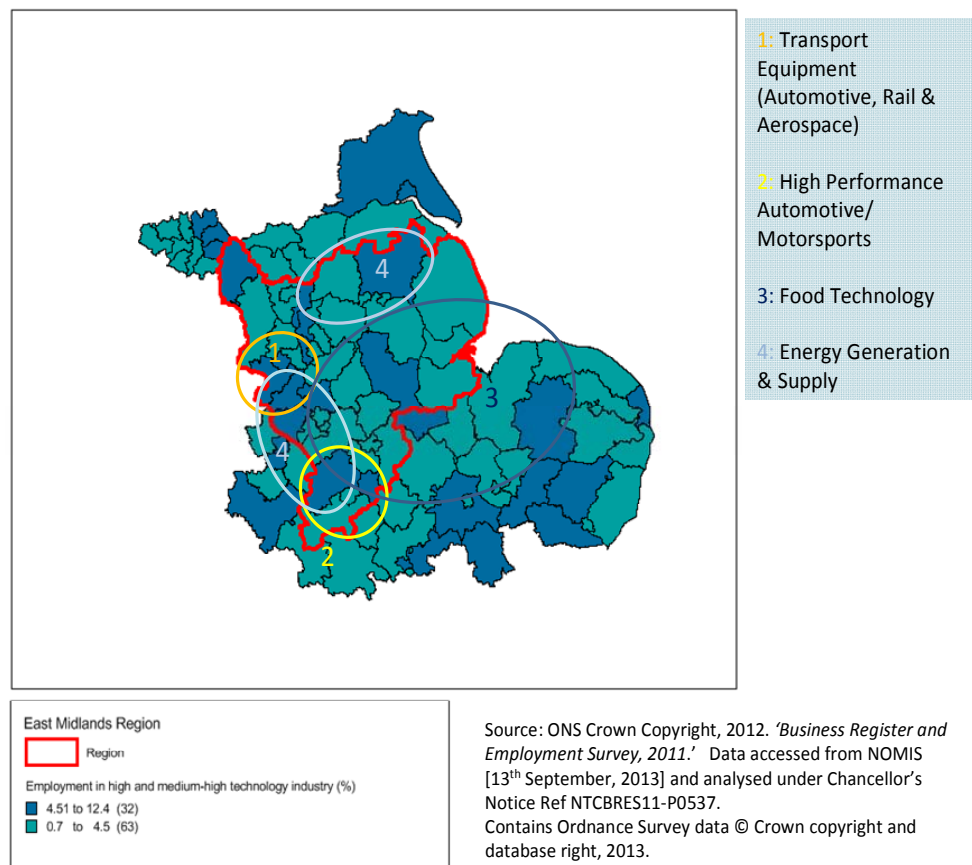 1: Transport
Equipment
(Automotive, Rail &
Aerospace)
2: High Performance
Automotive/
Motorsports
3: Food Technology
4: Energy Generation
& Supply
4
1
3
4
2
East Midlands Region
Region
Employment in high and medium-high technology industry (%)
4.51 to 12.4 (32)
0.7 to 4.5 (63)
Source: ONS Crown Copyright, 2012. ‘Business Register and
Employment Survey, 2011.’ Data accessed from NOMIS
[13th September, 2013] and analysed under Chancellor’s
Notice Ref NTCBRES11-P0537.
Contains Ordnance Survey data © Crown copyright and
database right, 2013.